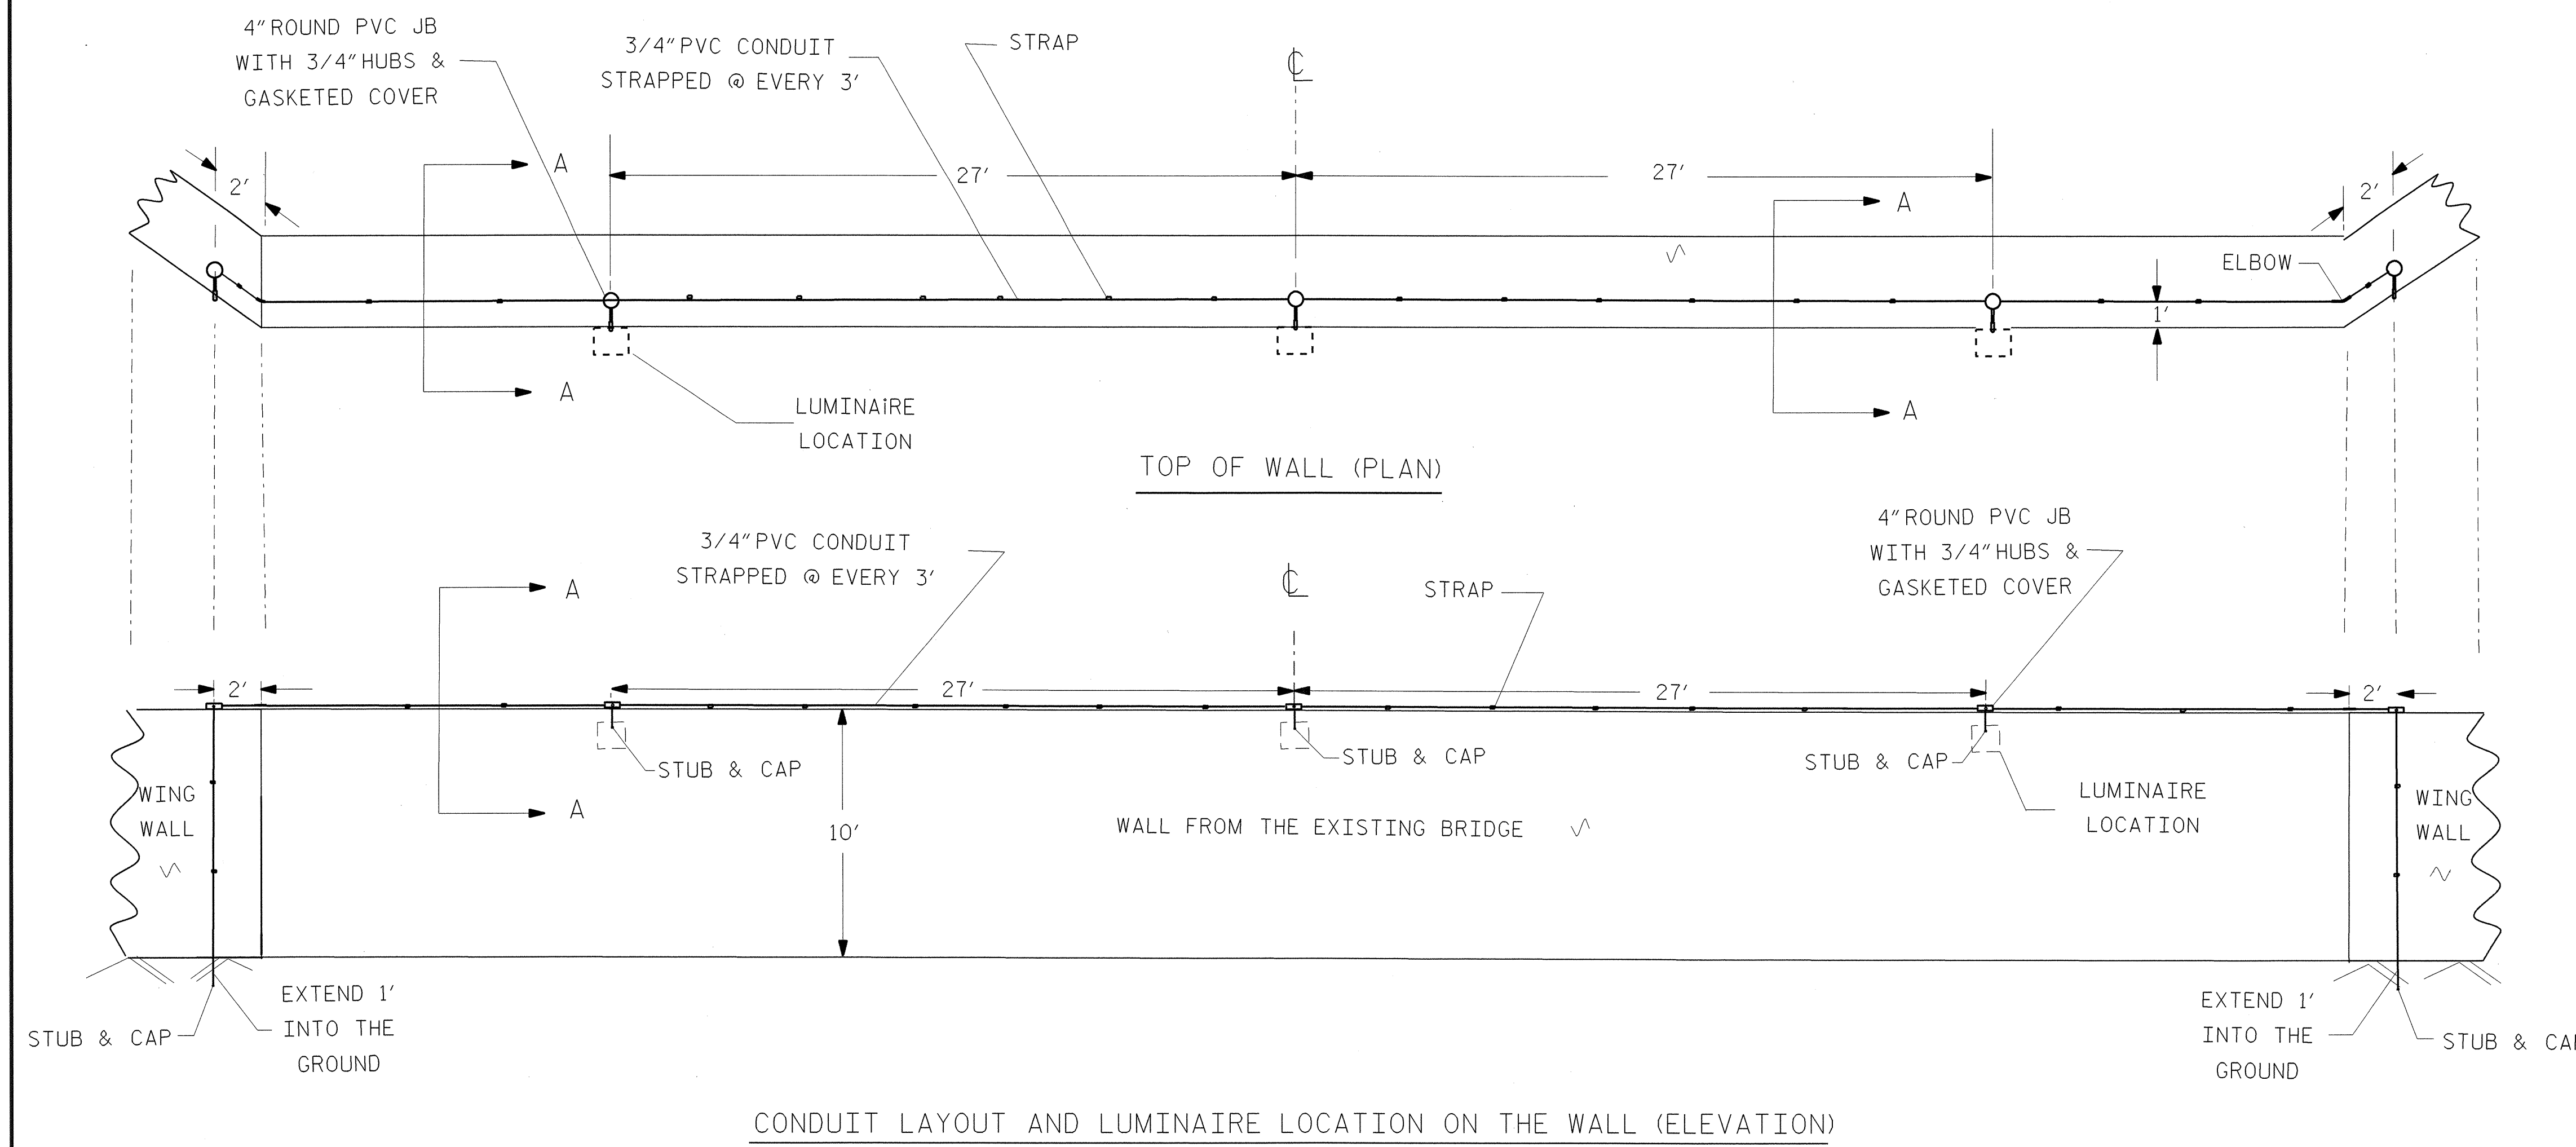 4" ROUND PVC JB
WITH 3/4" HUBS &
GASKETED COVER
3/4" PVC CONDUIT
STRAPPED @ EVERY 3'
STRAP
℄
A
27'
27'
2'
2'
A
ELBOW
1'
A
A
LUMINAiRE
LOCATION
TOP OF WALL (PLAN)
4" ROUND PVC JB
WITH 3/4" HUBS &
GASKETED COVER
3/4" PVC CONDUIT
STRAPPED @ EVERY 3'
℄
STRAP
A
2'
27'
27'
2'
STUB & CAP
STUB & CAP
STUB & CAP
WING
WALL
A
10'
WALL FROM THE EXISTING BRIDGE
LUMINAIRE
LOCATION
WING
WALL
EXTEND 1'
INTO THE
GROUND
STUB & CAP
EXTEND 1'
INTO THE
GROUND
STUB & CA
CONDUIT LAYOUT AND LUMINAIRE LOCATION ON THE WALL (ELEVATION)